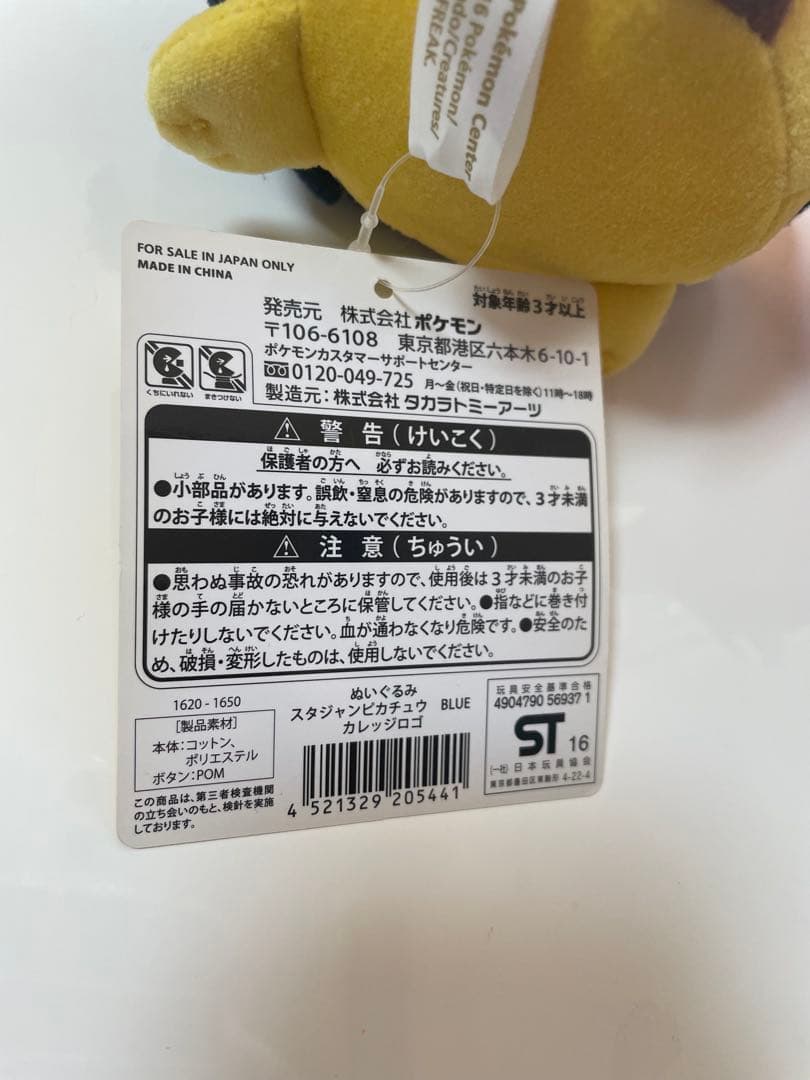 Pokémon Center
16 Pokémon
ndo/Creatures/
FREAK.
FOR SALE IN JAPAN ONLY
MADE IN CHINA
対象年齢3才以上
発売元 株式会社ポケモン
〒106-6108 東京都港区六本木6-10-1
ポケモンカスタマーサポートセンター
0120-049-725 月～金(祝日・特定日を除く)11時～18時
製造元:株式会社タカラトミーアーツ
くちにいれない まきつけない
警告(けいこく)
保護者の方へ 必ずお読みください。
●小部品があります。誤飲・窒息の危険がありますので、3才未満
のお子様には絶対に与えないでください。
注意(ちゅうい)
●思わぬ事故の恐れがありますので、使用後は3才未満のお子
様の手の届かないところに保管してください。●指などに巻き付
けたりしないでください。血が通わなくなり危険です。●安全のた
め、破損・変形したものは、使用しないでください。
1620 - 1650
[製品素材]
本体:コットン、
ポリエステル
ボタン:POM
この商品は、第三者検査機関
の立ち会いのもと、検針を実施
しております。
ぬいぐるみ
スタジャンピカチュウ BLUE
カレッジロゴ
4 521329 205441
玩具安全基準合格
4904790 56937 1
ST 16
(一社)日本玩具協会
東京都墨田区東駒形 4-22-4